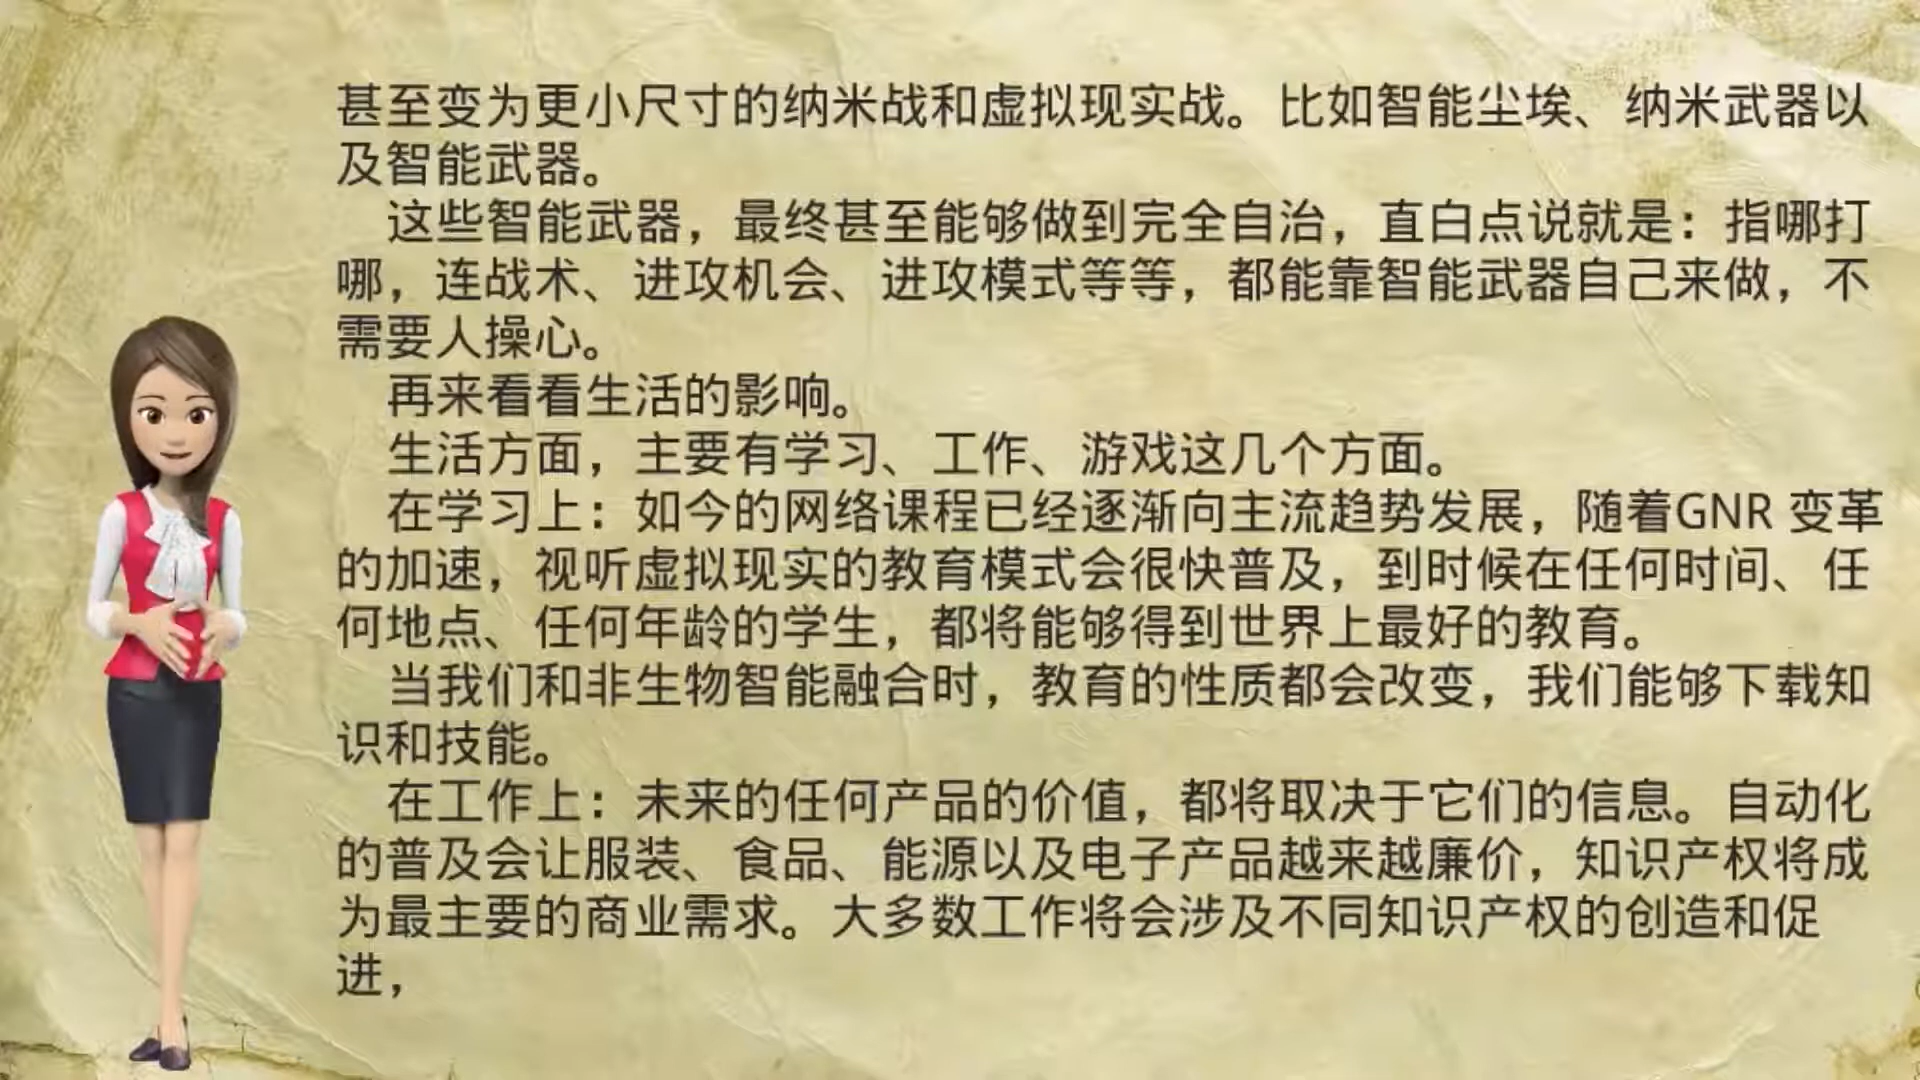 甚至变为更小尺寸的纳米战和虚拟现实战。比如智能尘埃、纳米武器以
及智能武器。
这些智能武器，最终甚至能够做到完全自治，直白点说就是：指哪打
哪，连战术、进攻机会、进攻模式等等，都能靠智能武器自己来做，不
需要人操心。
再来看看生活的影响。
生活方面，主要有学习、工作、游戏这几个方面。
在学习上：如今的网络课程已经逐渐向主流趋势发展，随着GNR 变革
的加速，视听虚拟现实的教育模式会很快普及，到时候在任何时间、任
何地点、任何年龄的学生，都将能够得到世界上最好的教育。
当我们和非生物智能融合时，教育的性质都会改变，我们能够下载知
识和技能。
在工作上：未来的任何产品的价值，都将取决于它们的信息。自动化
的普及会让服装、食品、能源以及电子产品越来越廉价，知识产权将成
为最主要的商业需求。大多数工作将会涉及不同知识产权的创造和促
进，